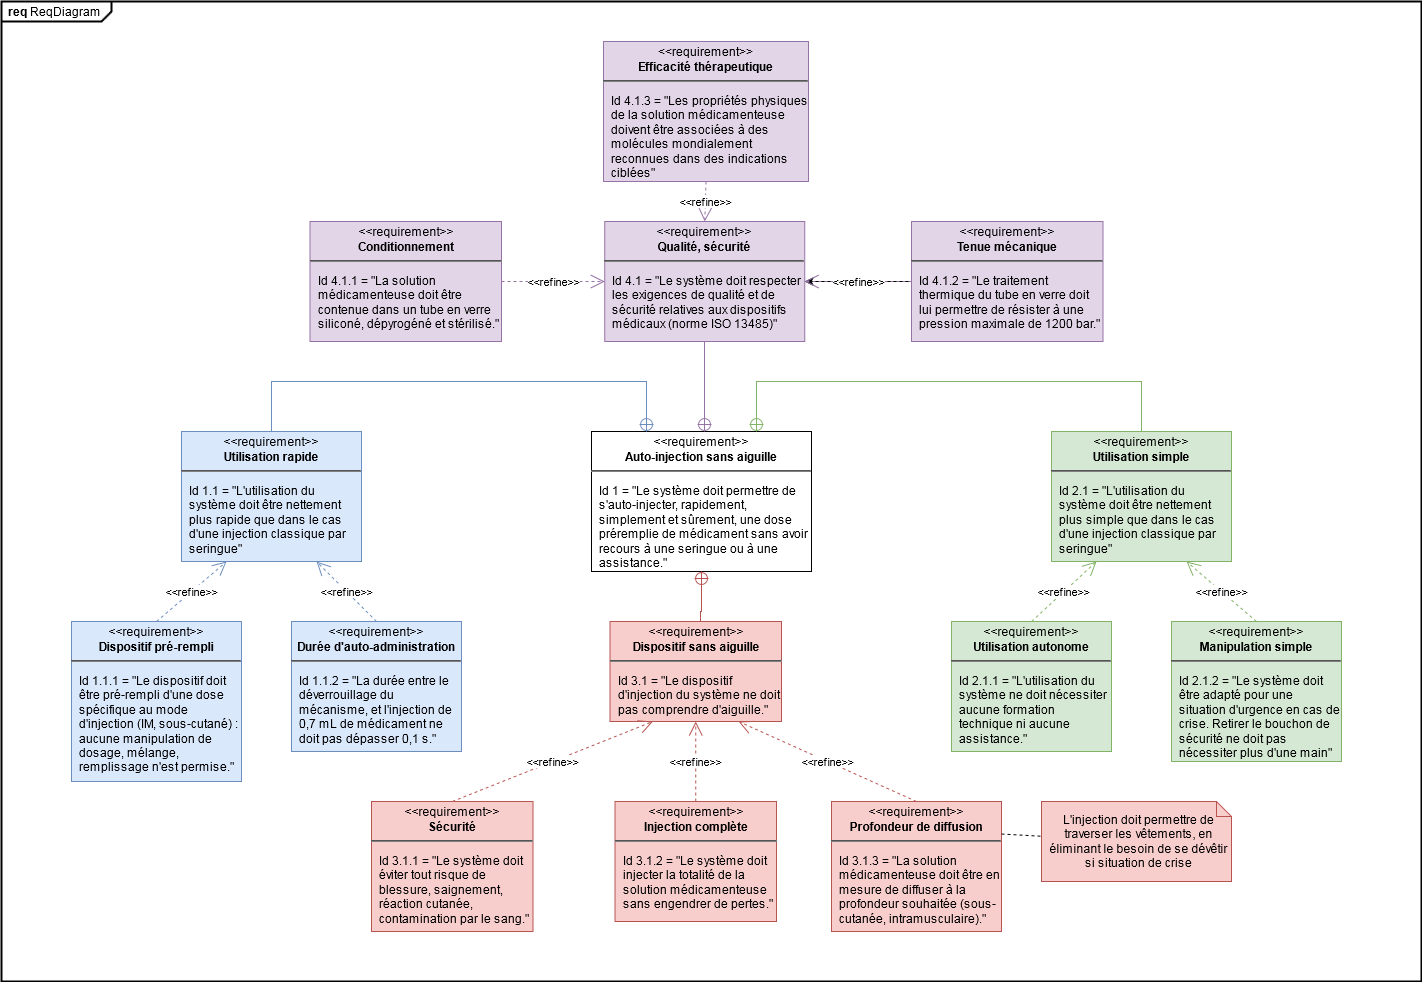 req ReqDiagram
<<requirement>>
Efficacité thérapeutique
Id 4.1.3 = "Les propriétés physiques
de la solution médicamenteuse
doivent être associées à des
molécules mondialement
reconnues dans des indications
ciblées"
<<refine>>
<<requirement>>
Conditionnement
Id 4.1.1 = "La solution
médicamenteuse doit être
contenue dans un tube en verre
siliconé, dépyrogéné et stérilisé."
<<refine>>
<<requirement>>
Qualité, sécurité
Id 4.1 = "Le système doit respecter
les exigences de qualité et de
sécurité relatives aux dispositifs
médicaux (norme ISO 13485)"
<<refine>>
<<requirement>>
Tenue mécanique
Id 4.1.2 = "Le traitement
thermique du tube en verre doit
lui permetre de résister à une
pression maximale de 1200 bar."
<<requirement>>
Utilisation rapide
Id 1.1 = "L'utilisation du
système doit être nettement
plus rapide que dans le cas
d'une injection classique par
seringue"
<<requirement>>
Auto-injection sans aiguille
Id 1 = "Le système doit permettre de
s'auto-injecter, rapidement,
simplement et sûrement, une dose
préremplie de médicament sans avoir
recours à une seringue ou à une
assistance."
<<requirement>>
Utilisation simple
Id 2.1 = "L'utilisation du
système doit être nettement
plus simple que dans le cas
d'une injection classique par
seringue"
<<refine>>
<<refine>>
<<refine>>
<<refine>>
<<requirement>>
Dispositif pré-rempli
Id 1.1.1 = "Le dispositif doit
être pré-rempli d'une dose
spécifique au mode
d'injection (IM, sous-cutané) :
aucune manipulation de
dosage, mélange,
remplissage n'est permise."
<<requirement>>
Durée d'auto-administration
Id 1.1.2 = "La durée entre le
déverrouillage du
mécanisme, et l'injection de
0,7 mL de médicament ne
doit pas dépasser 0,1 s."
<<requirement>>
Dispositif sans aiguille
Id 3.1 = "Le dispositif
d'injection du système ne doit
pas comprendre d'aiguille."
<<requirement>>
Utilisation autonome
Id 2.1.1 = "L'utilisation du
système ne doit nécessiter
aucune formation
technique ni aucune
assistance."
<<requirement>>
Manipulation simple
Id 2.1.2 = "Le système doit
être adapté pour une
situation d'urgence en cas de
crise. Retirer le bouchon de
sécurité ne doit pas
nécessiter plus d'une main"
<<refine>>
<<refine>>
<<refine>>
<<requirement>>
Sécurité
Id 3.1.1 = "Le système doit
éviter tout risque de
blessure, saignement,
réaction cutanée,
contamination par le sang."
<<requirement>>
Injection complète
Id 3.1.2 = "Le système doit
injecter la totalité de la
solution médicamenteuse
sans engendrer de pertes."
<<requirement>>
Profondeur de diffusion
Id 3.1.3 = "La solution
médicamenteuse doit être en
mesure de diffuser à la
profondeur souhaitée (sous-
cutanée, intramusculaire)."
L'injection doit permettre de
traverser les vêtements, en
éliminant le besoin de se dévêtir
si situation de crise